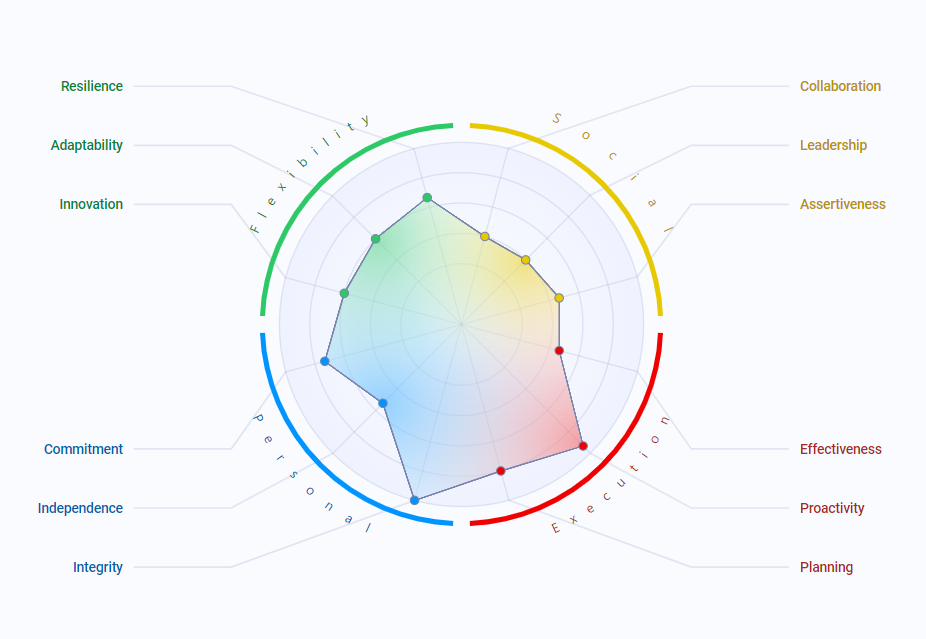 Resilience
Collaboration
Flexibility
Social
Adaptability
Leadership
Innovation
Assertiveness
Commitment
Effectiveness
Personal
Execution
Independence
Proactivity
Integrity
Planning